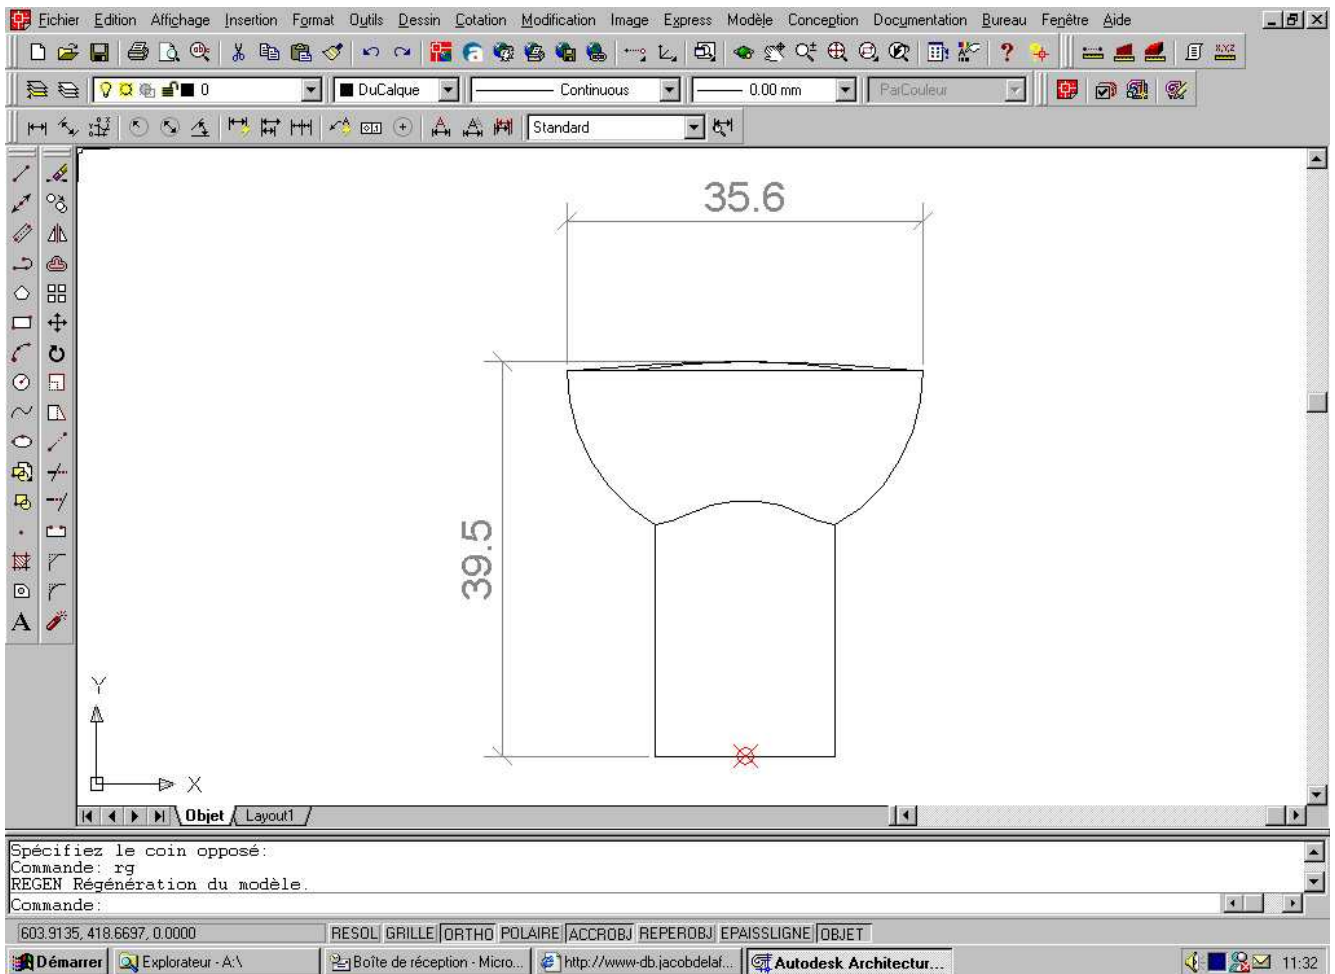 Fichier Edition Affichage Insertion Format Outils Dessin Cotation Modification Image Express Modèle Conception Documentation Bureau Fenêtre Aide
0 DuCalque Continuous 0.00 mm ParCouleur
Standard
35.6
39.5
Y
X
A
Objet Layout1
Spécifiez le coin opposé:
Commande: rg
REGEN Régénération du modèle.
Commande:
603.9135, 418.6697, 0.0000 RESOL GRILLE ORTHO POLAIRE ACCROBJ REPEROBJ EPAISSLIGNE OBJET
Démarrer Explorateur - A:\ Boîte de réception - Micro... http://www-db.jacobdelaf... Autodesk Architectur... 11:32